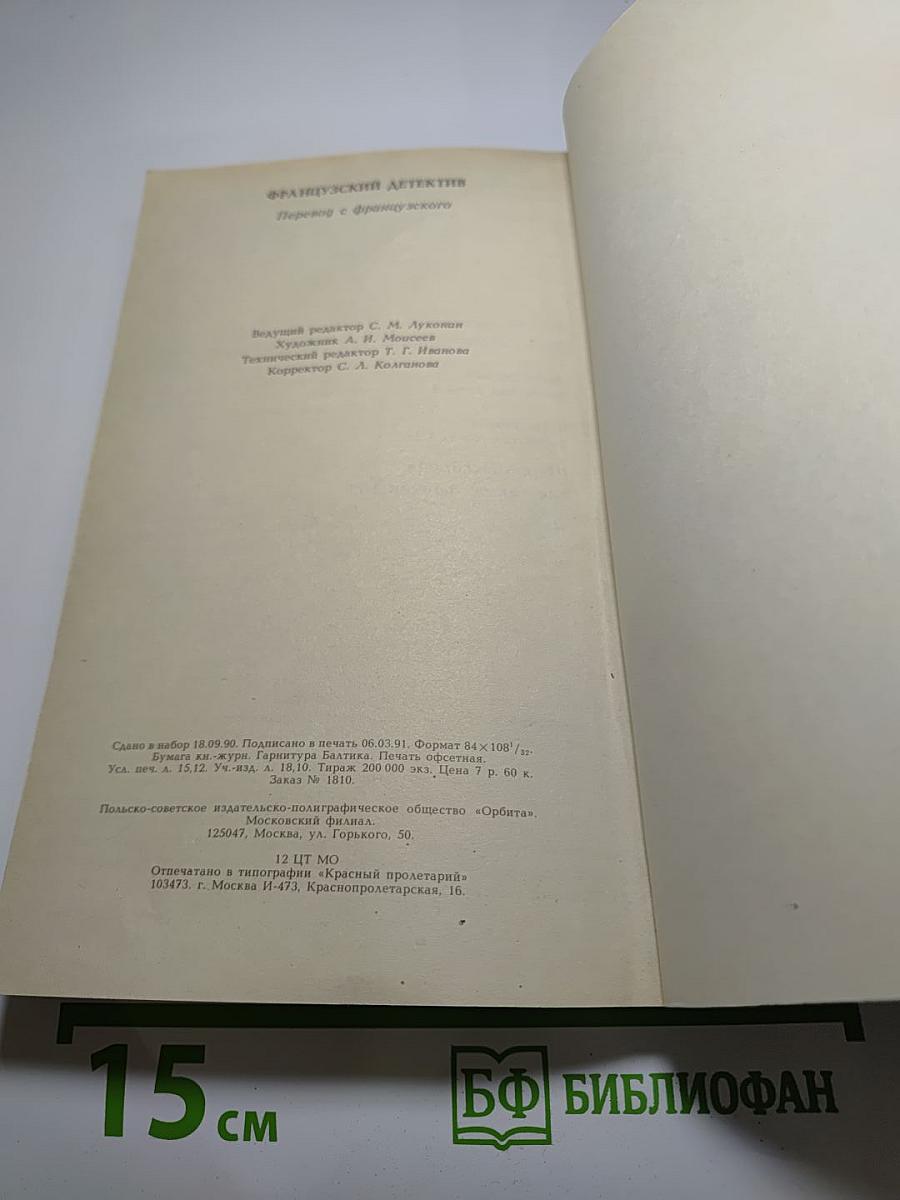 ФРАНЦУЗСКИЙ ДЕТЕКТИВ
Перевод с французского
Ведущий редактор С. М. Луконин
Художник А. И. Моисеев
Технический редактор Т. Г. Иванова
Корректор С. Л. Колганова
Сдано в набор 18.09.90. Подписано в печать 06.03.91. Формат 84×108¹/₃₂.
Бумага кн.-журн. Гарнитура Балтика. Печать офсетная.
Усл. печ. л. 15,12. Уч.-изд. л. 18,10. Тираж 200 000 экз. Цена 7 р. 60 к.
Заказ № 1810.
Польско-советское издательско-полиграфическое общество «Орбита».
Московский филиал.
125047, Москва, ул. Горького, 50.
12 ЦТ МО
Отпечатано в типографии «Красный пролетарий»
103473. г. Москва И-473, Краснопролетарская, 16.
15 см
БФ БИБЛИОФАН